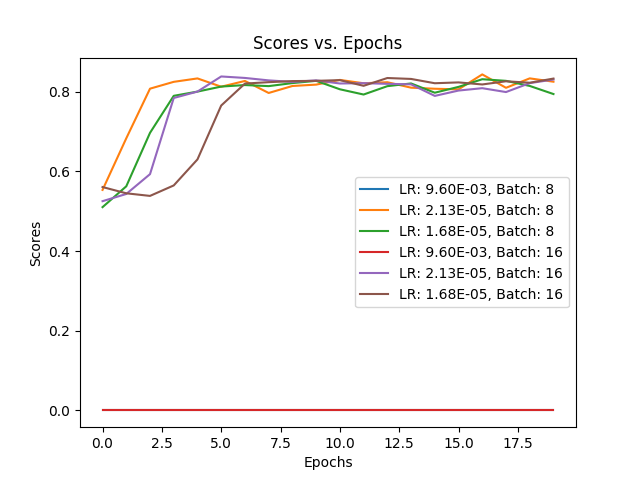 Scores vs. Epochs
Scores
0.8
0.6
0.4
0.2
0.0
LR: 9.60E-03, Batch: 8
LR: 2.13E-05, Batch: 8
LR: 1.68E-05, Batch: 8
LR: 9.60E-03, Batch: 16
LR: 2.13E-05, Batch: 16
LR: 1.68E-05, Batch: 16
0.0 2.5 5.0 7.5 10.0 12.5 15.0 17.5
Epochs